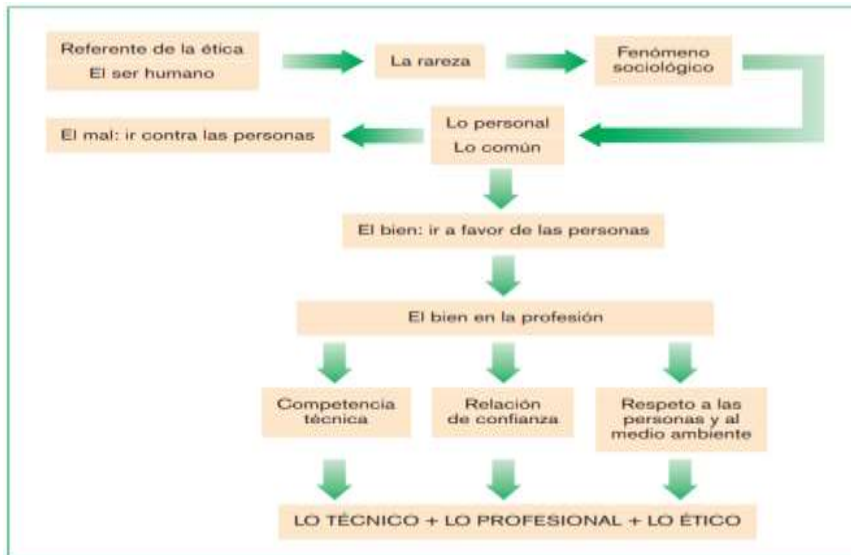 Referente de la ética
El ser humano
La rareza
Fenómeno
sociológico
El mal: ir contra las personas
Lo personal
Lo común
El bien: ir a favor de las personas
El bien en la profesión
Competencia
técnica
Relación
de confianza
Respeto a las
personas y al
medio ambiente
LO TÉCNICO + LO PROFESIONAL + LO ÉTICO